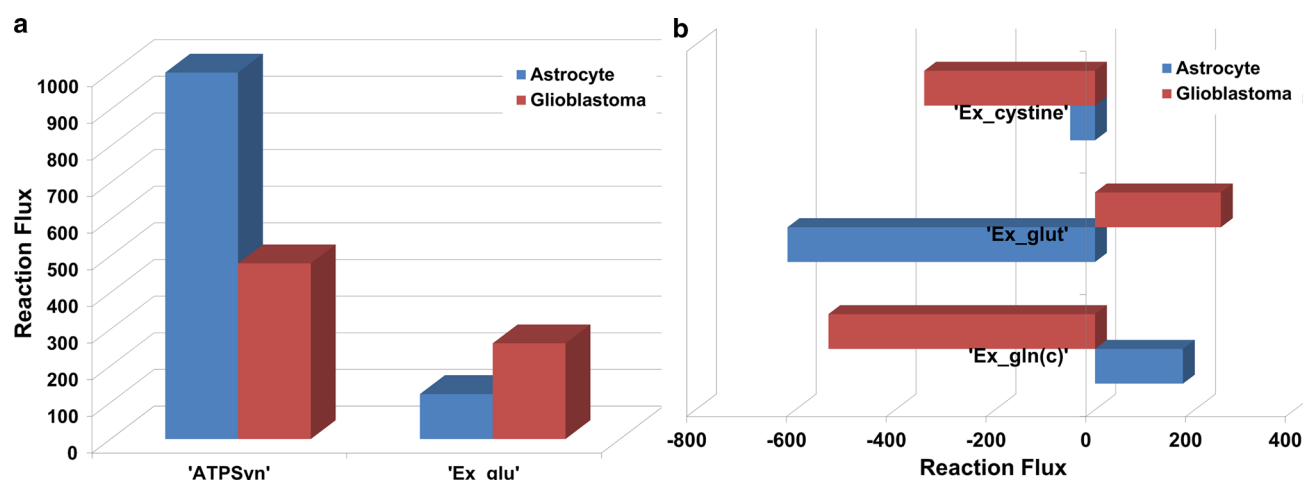 a
Reaction Flux
1000
900
800
700
600
500
400
300
200
100
0
'ATPSyn'
'Ex_glu'
Astrocyte
Glioblastoma
b
Astrocyte
Glioblastoma
'Ex_cystine'
'Ex_glut'
'Ex_gln(c)'
-800
-600
-400
-200
0
200
400
Reaction Flux